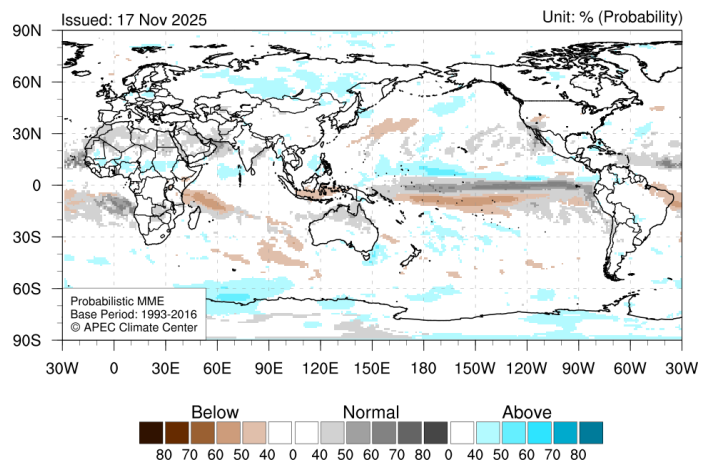 Issued: 17 Nov 2025
Unit: % (Probability)
90N
60N
30N
0
30S
60S
90S
Probabilistic MME
Base Period: 1993-2016
© APEC Climate Center
30W 0 30E 60E 90E 120E 150E 180 150W 120W 90W 60W 30W
Below Normal Above
80 70 60 50 40 0 40 50 60 70 80 0 40 50 60 70 80